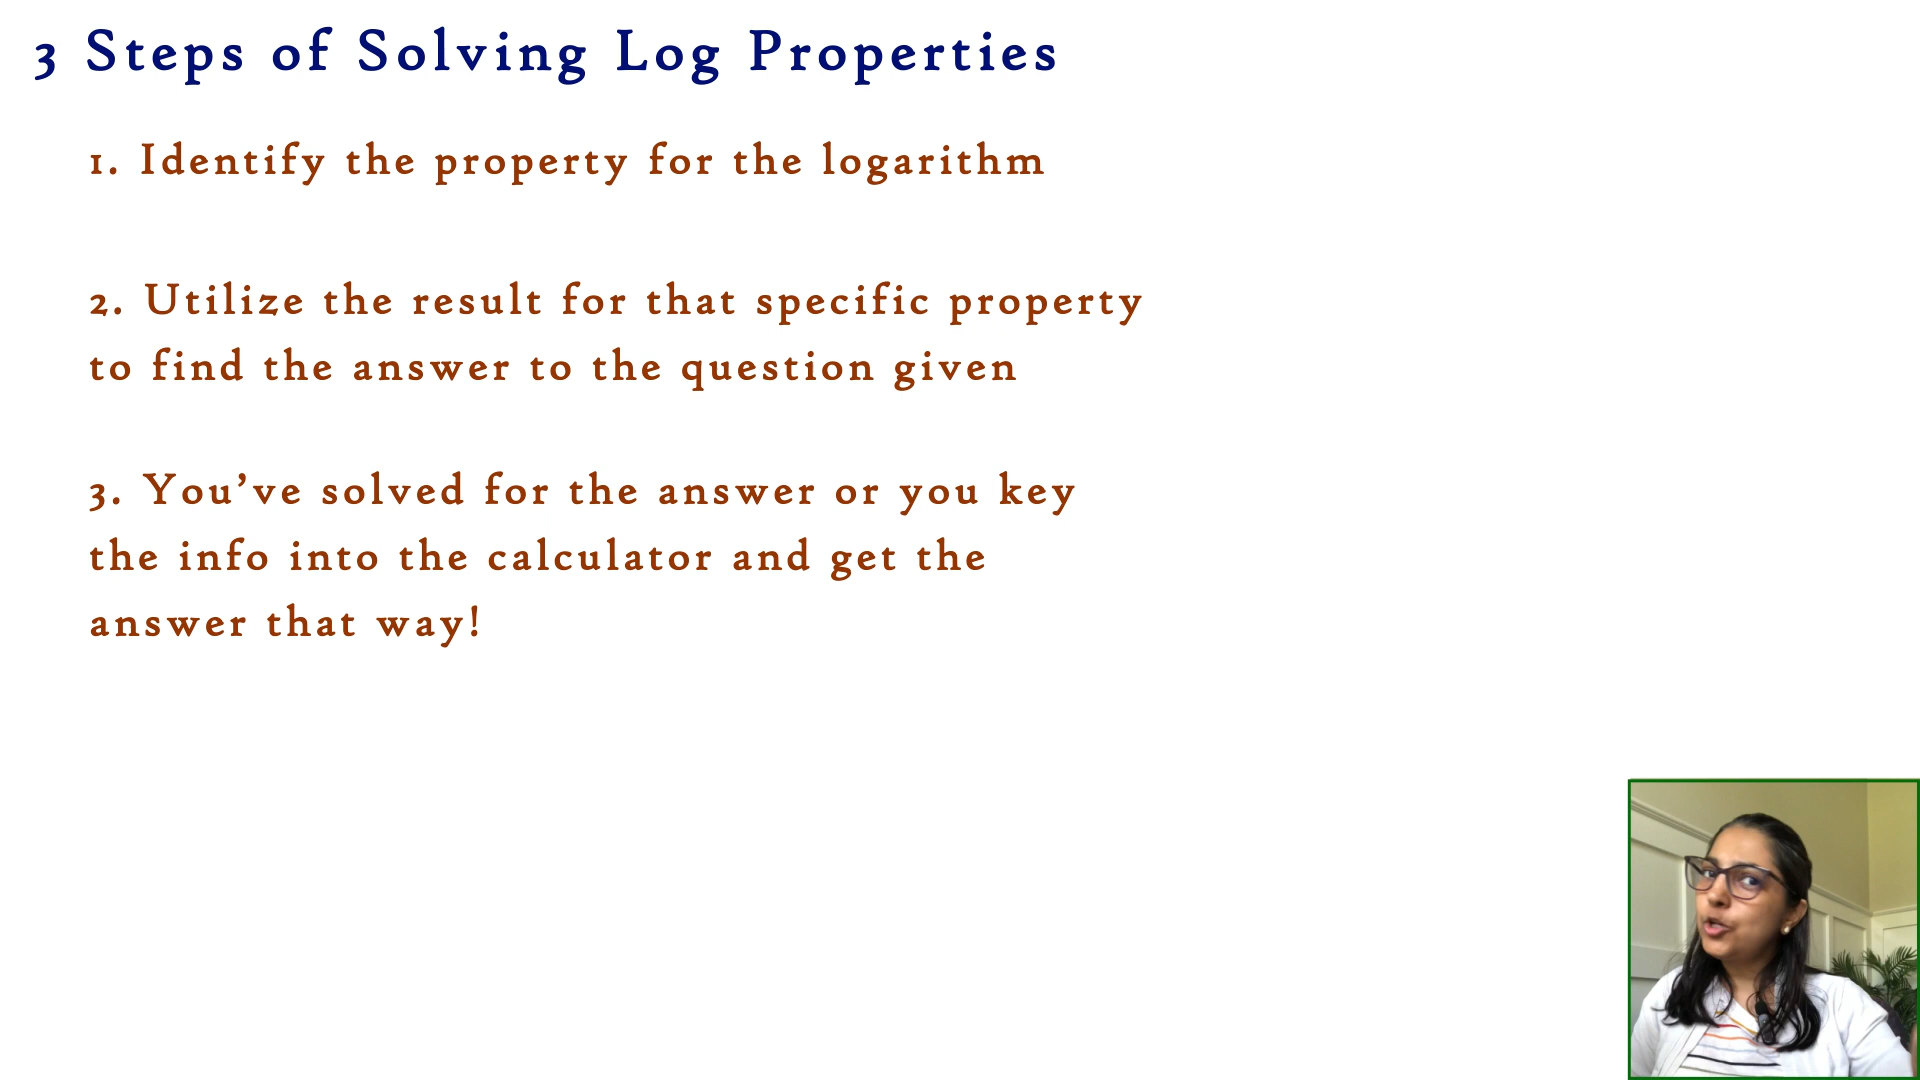 3 Steps of Solving Log Properties
1. Identify the property for the logarithm
2. Utilize the result for that specific property
to find the answer to the question given
3. You’ve solved for the answer or you key
the info into the calculator and get the
answer that way!